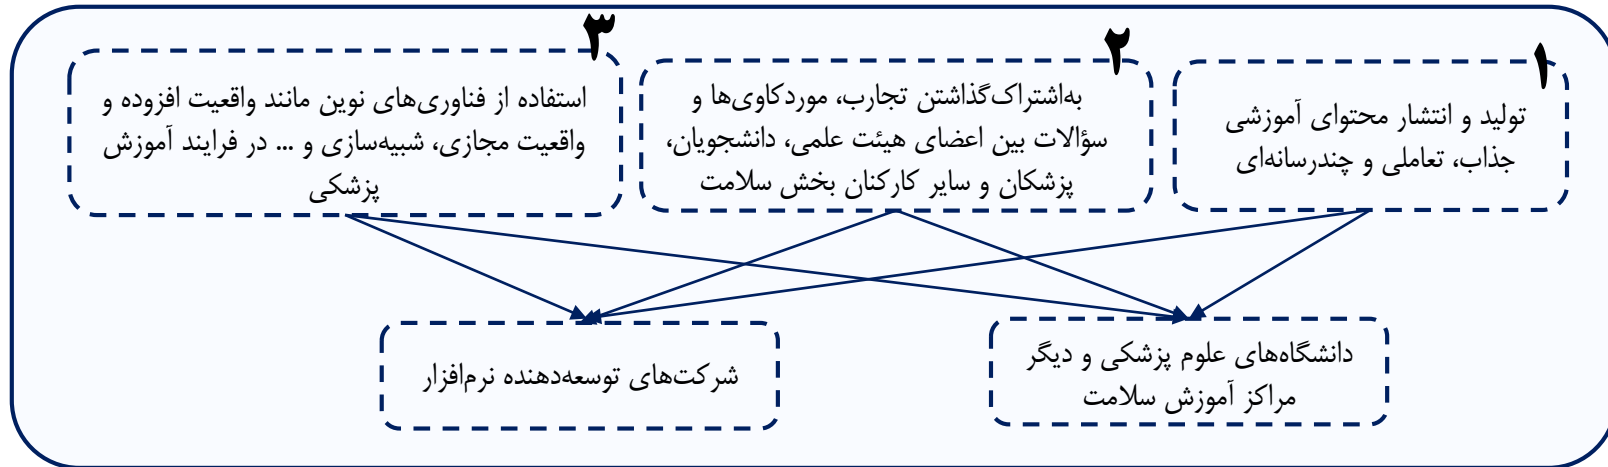 ۱
تولید و انتشار محتوای آموزشی
جذاب، تعاملی و چندرسانه‌ای
۲
به‌اشتراک‌گذاشتن تجارب، موردکاوی‌ها و
سؤالات بین اعضای هیئت علمی، دانشجویان،
پزشکان و سایر کارکنان بخش سلامت
۳
استفاده از فناوری‌های نوین مانند واقعیت افزوده و
واقعیت مجازی، شبیه‌سازی و ... در فرایند آموزش
پزشکی
دانشگاه‌های علوم پزشکی و دیگر
مراکز آموزش سلامت
شرکت‌های توسعه‌دهنده نرم‌افزار